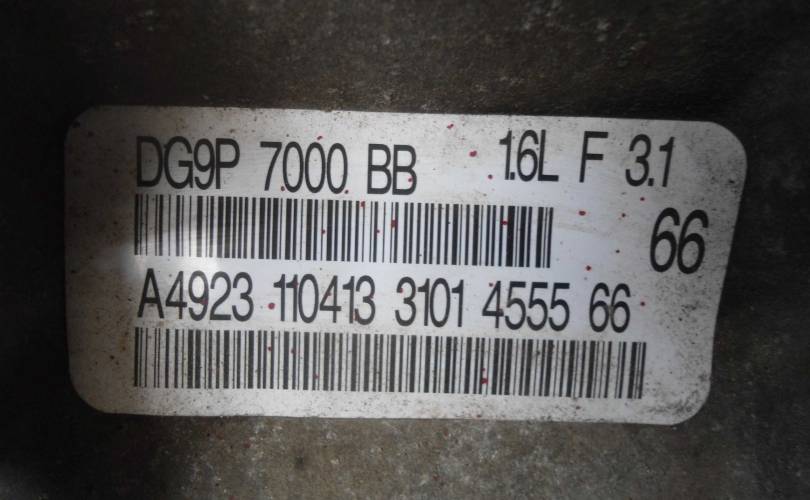 DG9P 7000 BB 1.6L F 3.1
66
A4923 110413 3101 4555 66